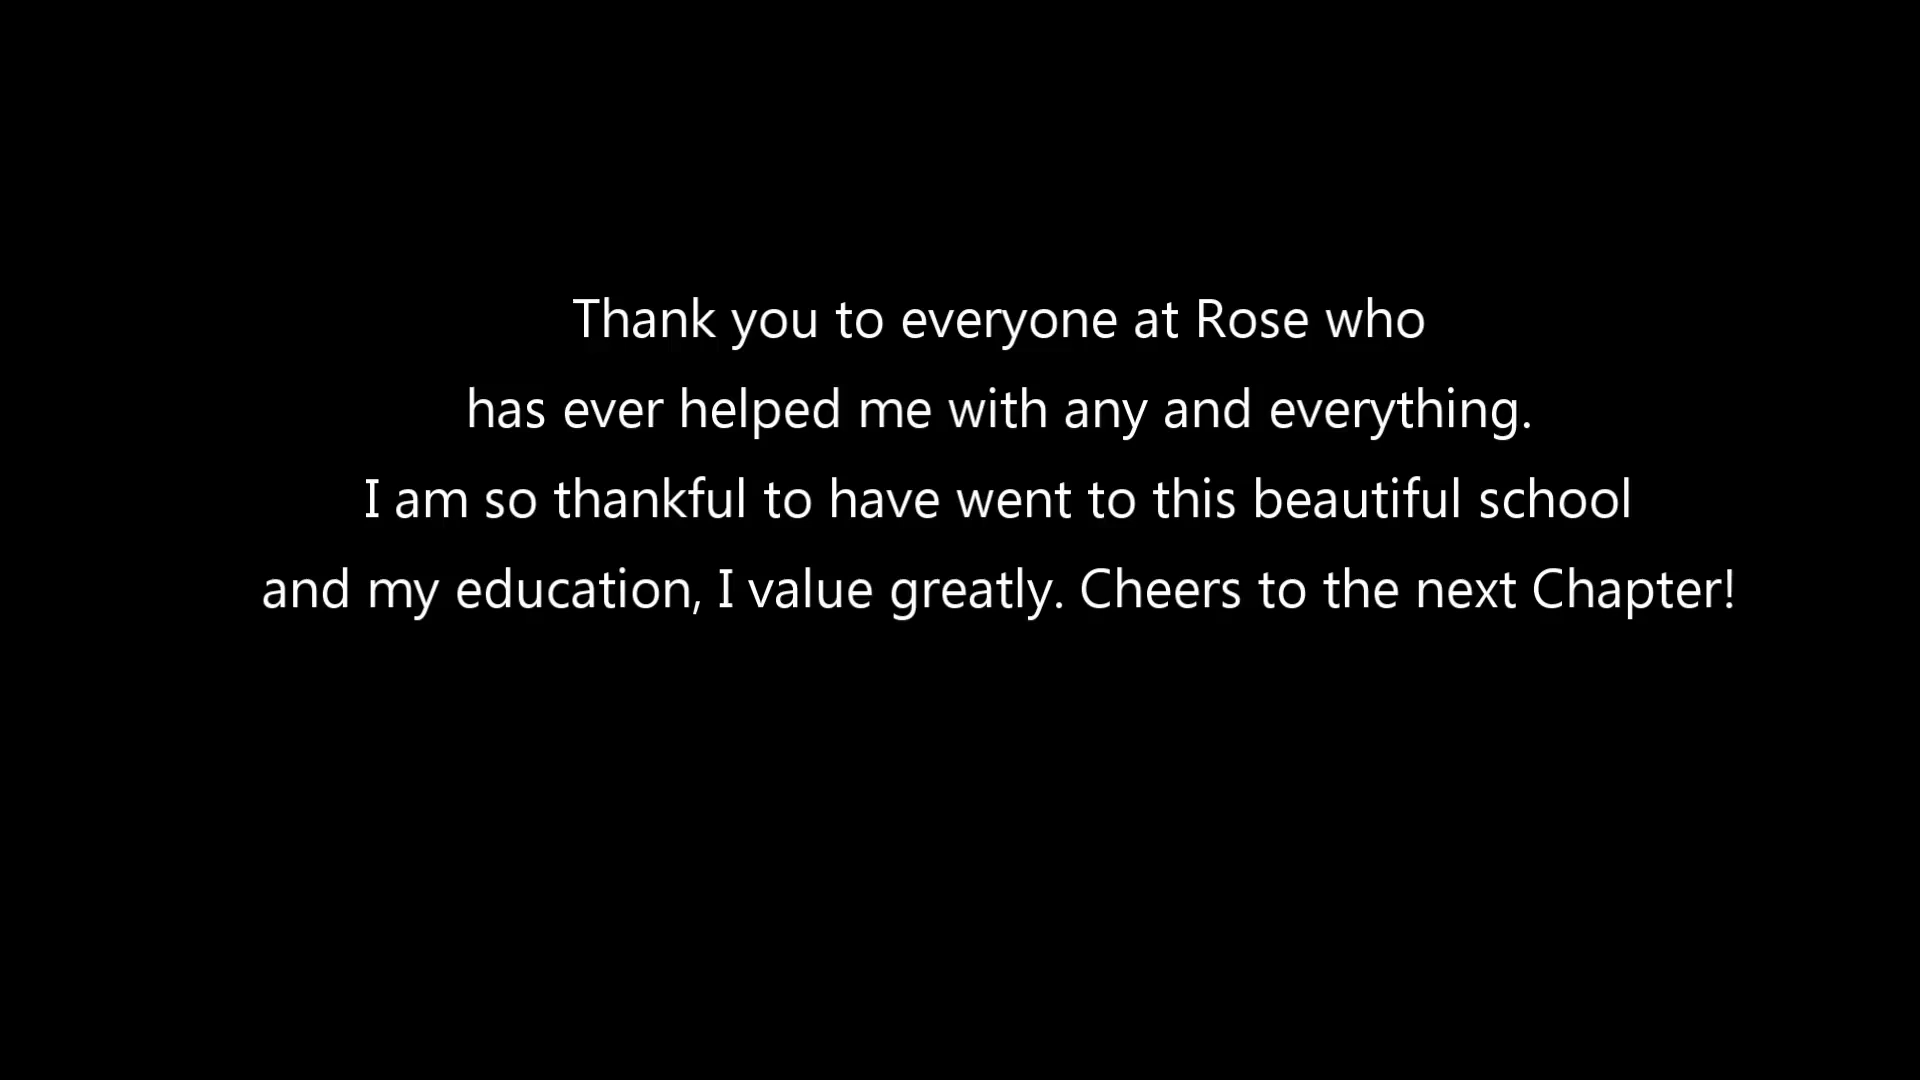 Thank you to everyone at Rose who
has ever helped me with any and everything.
I am so thankful to have went to this beautiful school
and my education, I value greatly. Cheers to the next Chapter!